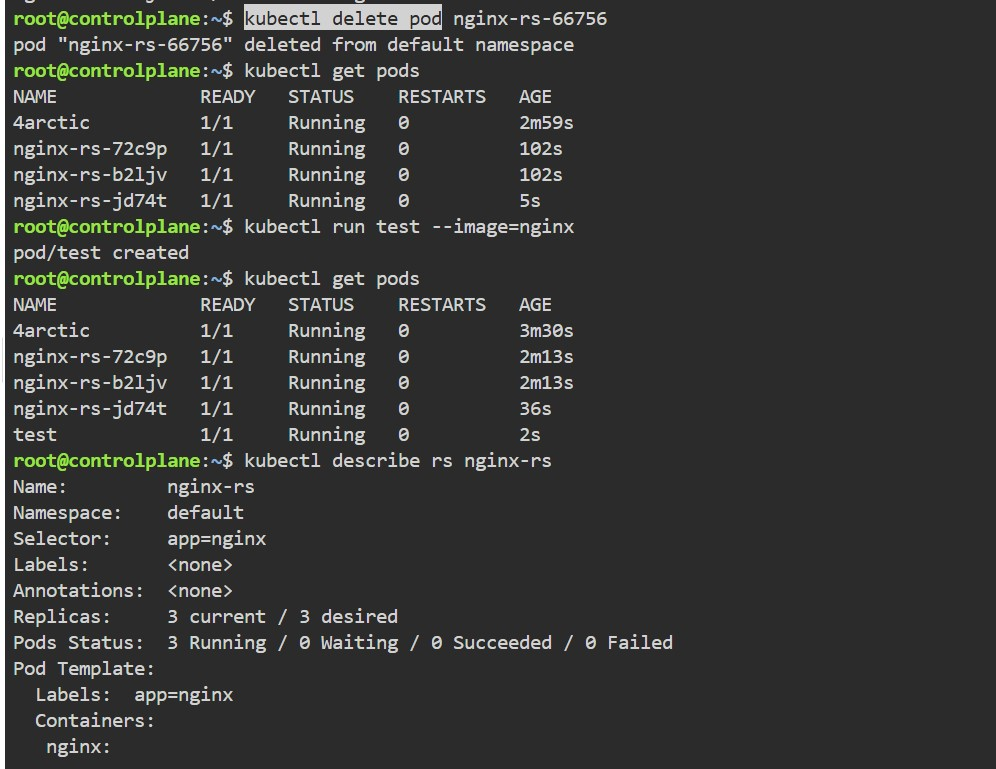 root@controlplane:~$ kubectl delete pod nginx-rs-66756
pod "nginx-rs-66756" deleted from default namespace
root@controlplane:~$ kubectl get pods
NAME READY STATUS RESTARTS AGE
4arctic 1/1 Running 0 2m59s
nginx-rs-72c9p 1/1 Running 0 102s
nginx-rs-b2ljv 1/1 Running 0 102s
nginx-rs-jd74t 1/1 Running 0 5s
root@controlplane:~$ kubectl run test --image=nginx
pod/test created
root@controlplane:~$ kubectl get pods
NAME READY STATUS RESTARTS AGE
4arctic 1/1 Running 0 3m30s
nginx-rs-72c9p 1/1 Running 0 2m13s
nginx-rs-b2ljv 1/1 Running 0 2m13s
nginx-rs-jd74t 1/1 Running 0 36s
test 1/1 Running 0 2s
root@controlplane:~$ kubectl describe rs nginx-rs
Name: nginx-rs
Namespace: default
Selector: app=nginx
Labels: <none>
Annotations: <none>
Replicas: 3 current / 3 desired
Pods Status: 3 Running / 0 Waiting / 0 Succeeded / 0 Failed
Pod Template:
Labels: app=nginx
Containers:
nginx: